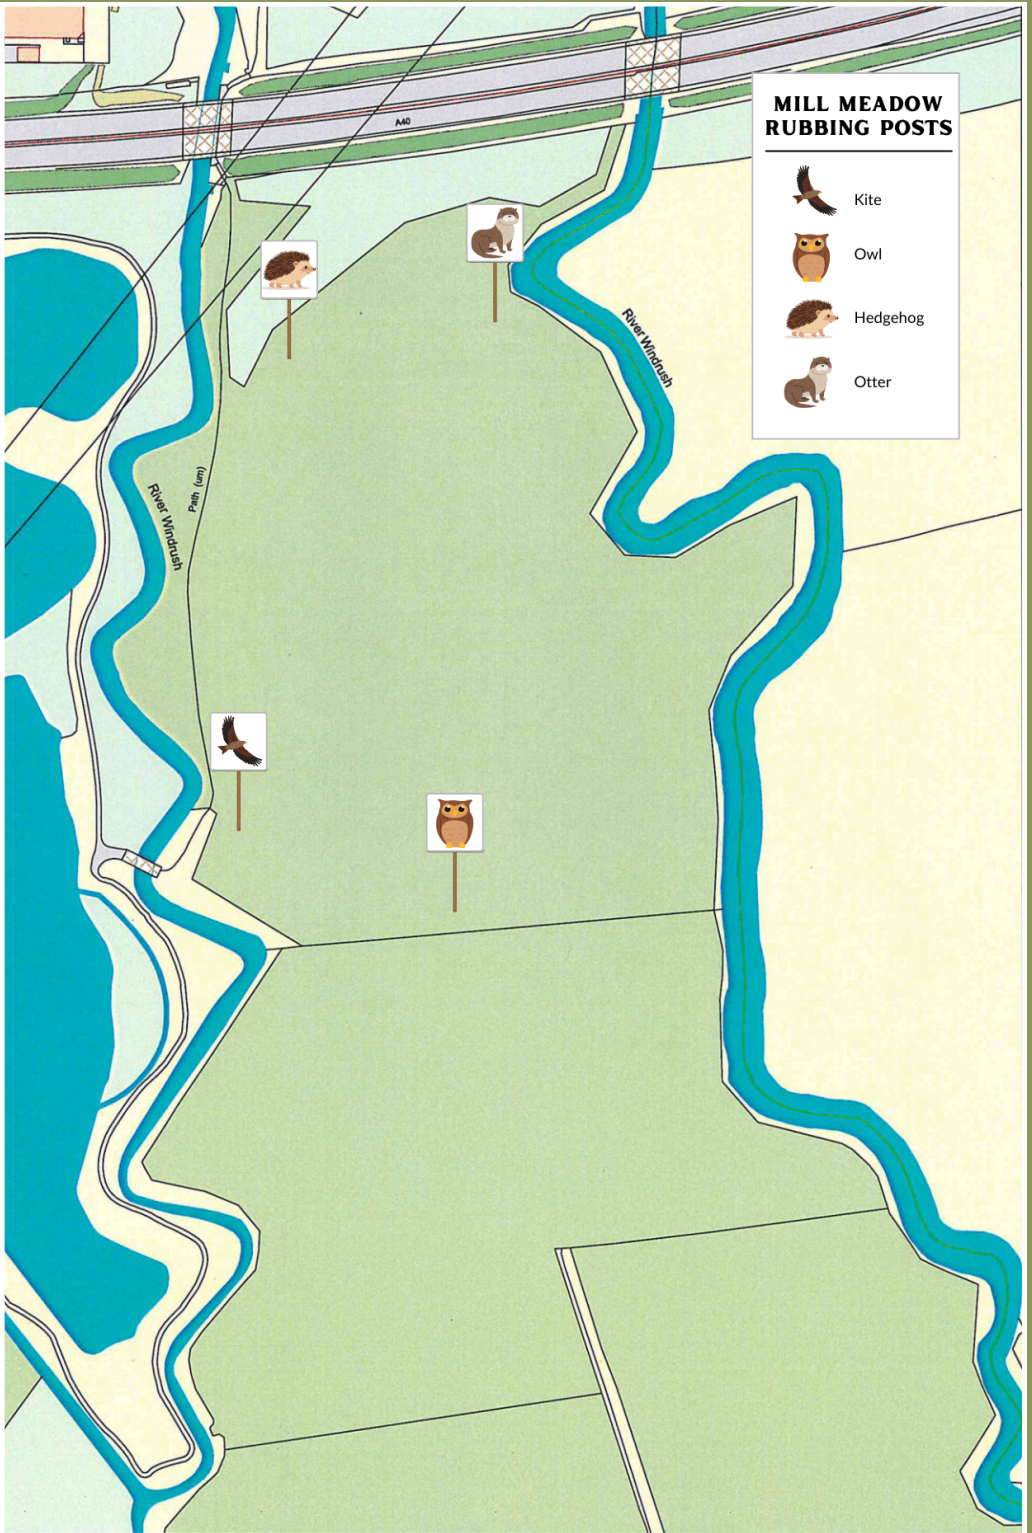 A40
MILL MEADOW
RUBBING POSTS
Kite
Owl
Hedgehog
Otter
River Windrush
Path (um)
River Windrush